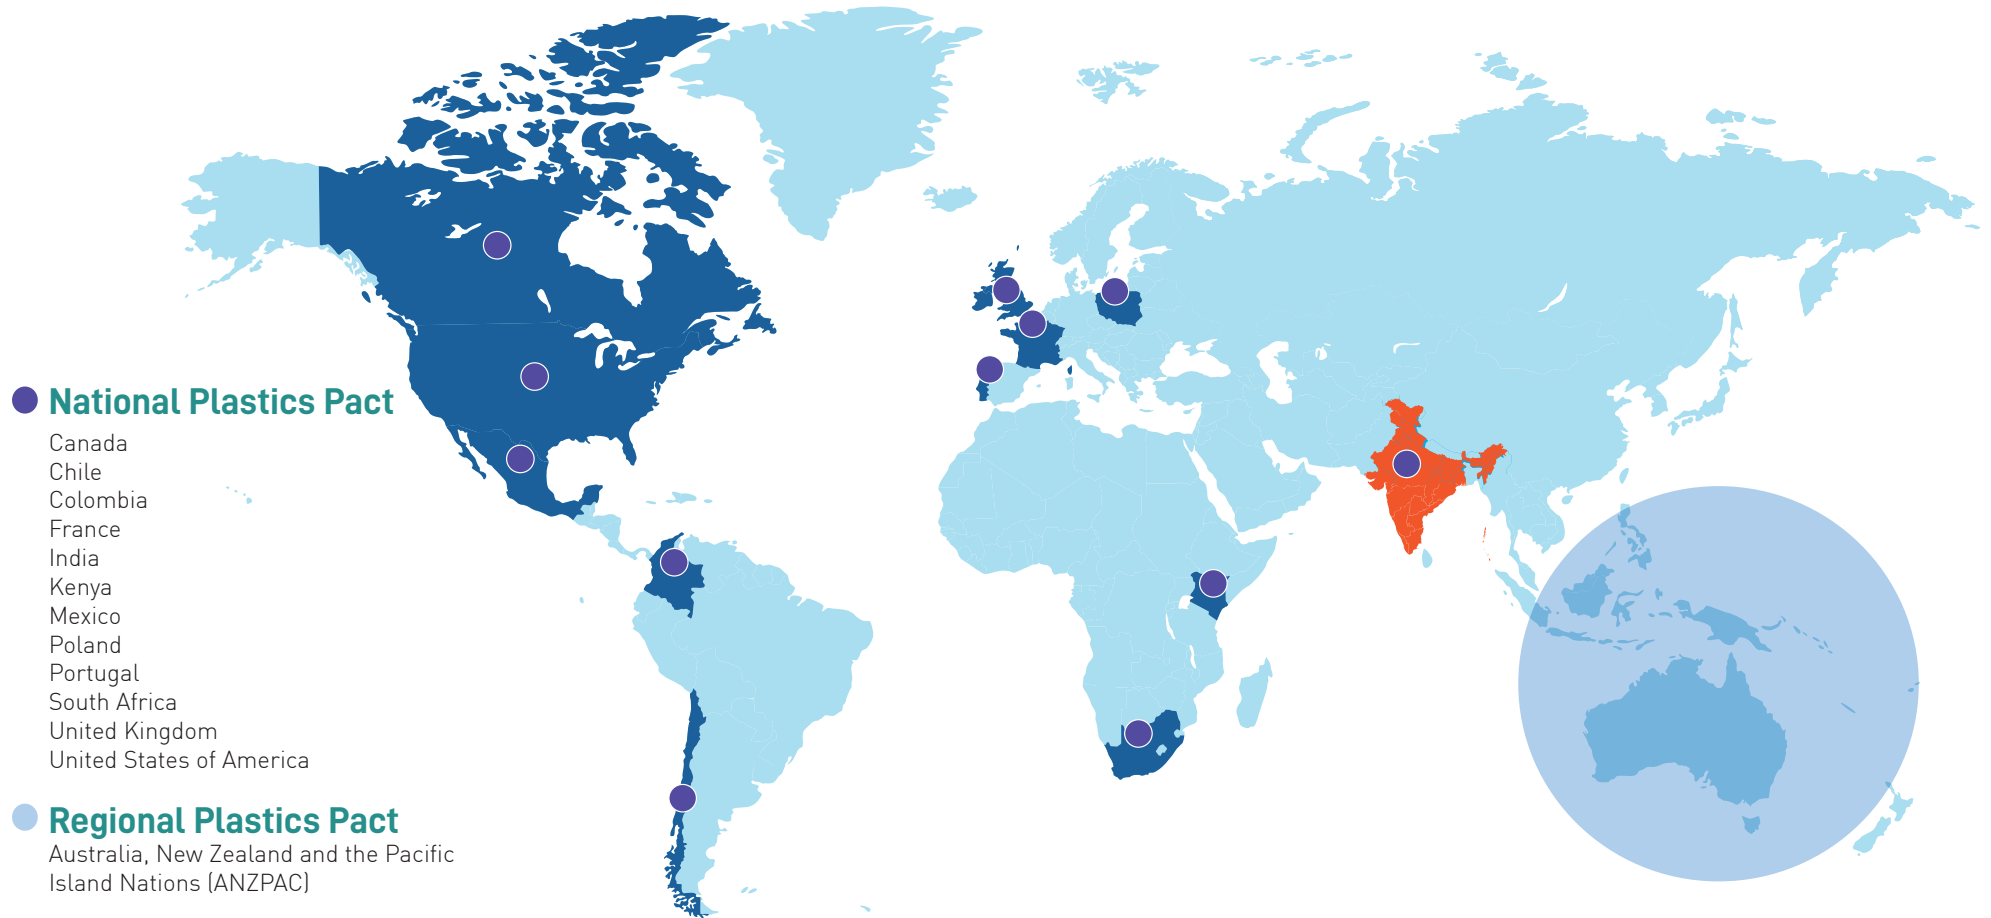 National Plastics Pact
Canada
Chile
Colombia
France
India
Kenya
Mexico
Poland
Portugal
South Africa
United Kingdom
United States of America
Regional Plastics Pact
Australia, New Zealand and the Pacific
Island Nations (ANZPAC)